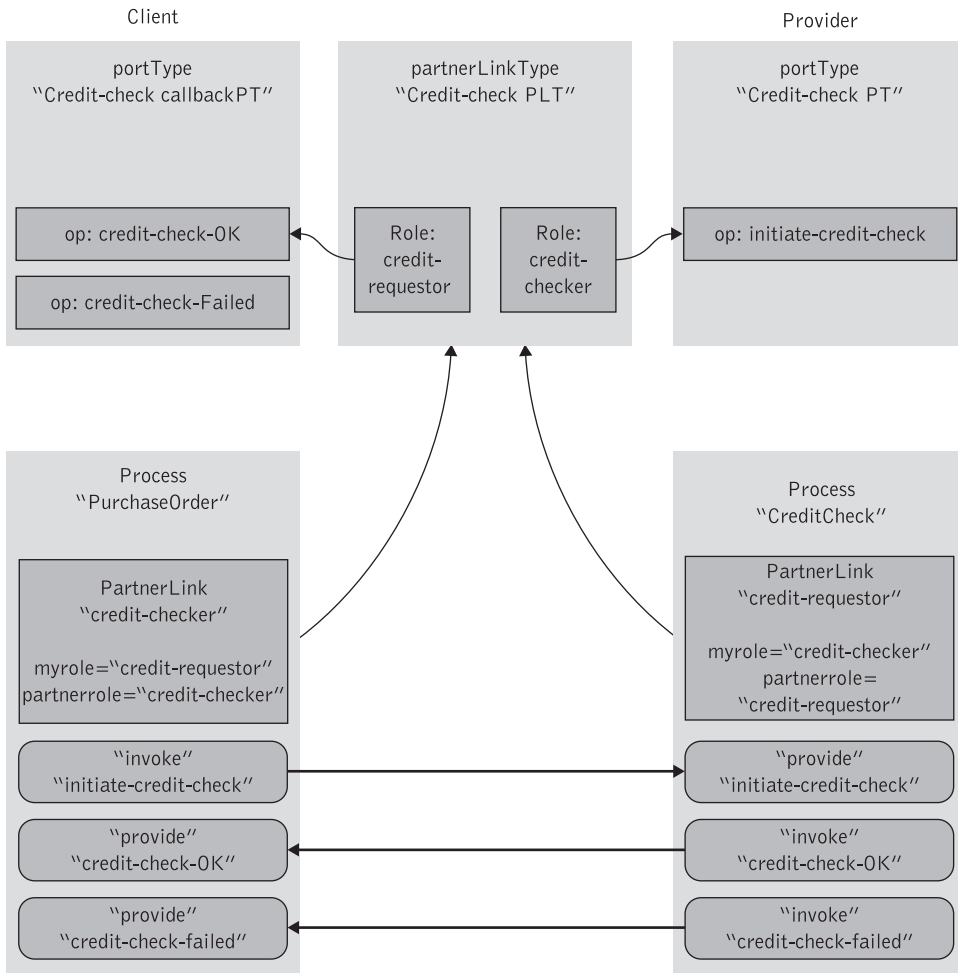 Client
Provider
portType
“Credit-check callbackPT”
partnerLinkType
“Credit-check PLT”
portType
“Credit-check PT”
op: credit-check-OK
op: credit-check-Failed
Role:
credit-
requestor
Role:
credit-
checker
op: initiate-credit-check
Process
“PurchaseOrder”
PartnerLink
“credit-checker”
myrole=“credit-requestor”
partnerrole=“credit-checker”
“invoke”
“initiate-credit-check”
“provide”
“credit-check-OK”
“provide”
“credit-check-failed”
Process
“CreditCheck”
PartnerLink
“credit-requestor”
myrole=“credit-checker”
partnerrole=
“credit-requestor”
“provide”
“initiate-credit-check”
“invoke”
“credit-check-OK”
“invoke”
“credit-check-failed”